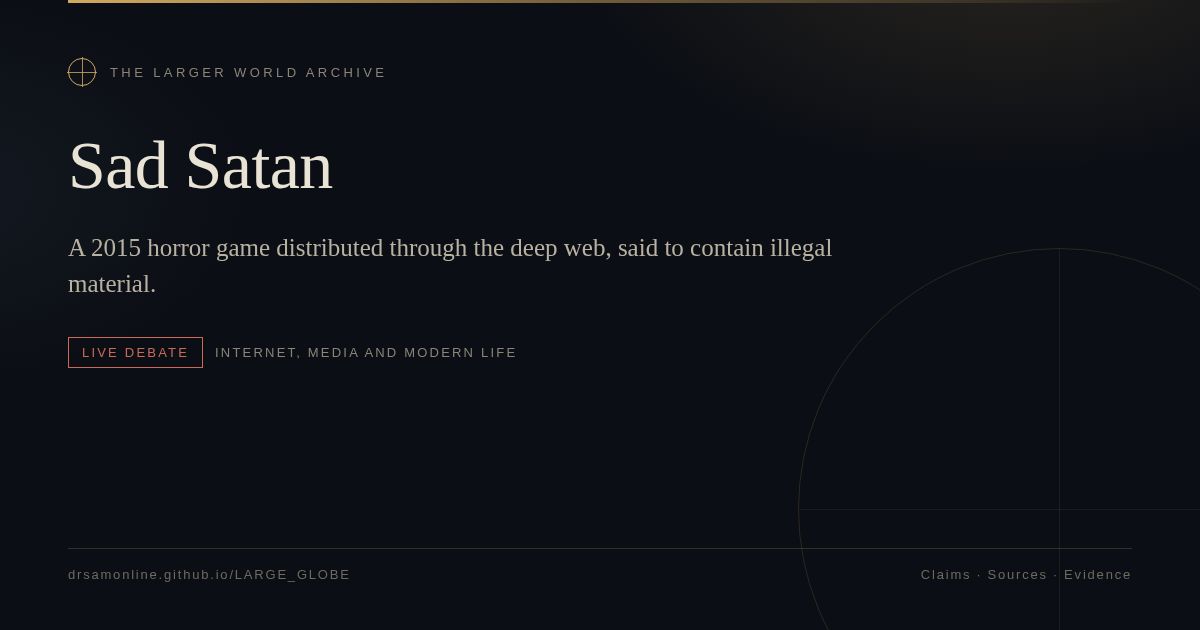 THE LARGER WORLD ARCHIVE
Sad Satan
A 2015 horror game distributed through the deep web, said to contain illegal
material.
LIVE DEBATE
INTERNET, MEDIA AND MODERN LIFE
drsamonline.github.io/LARGE_GLOBE
Claims · Sources · Evidence